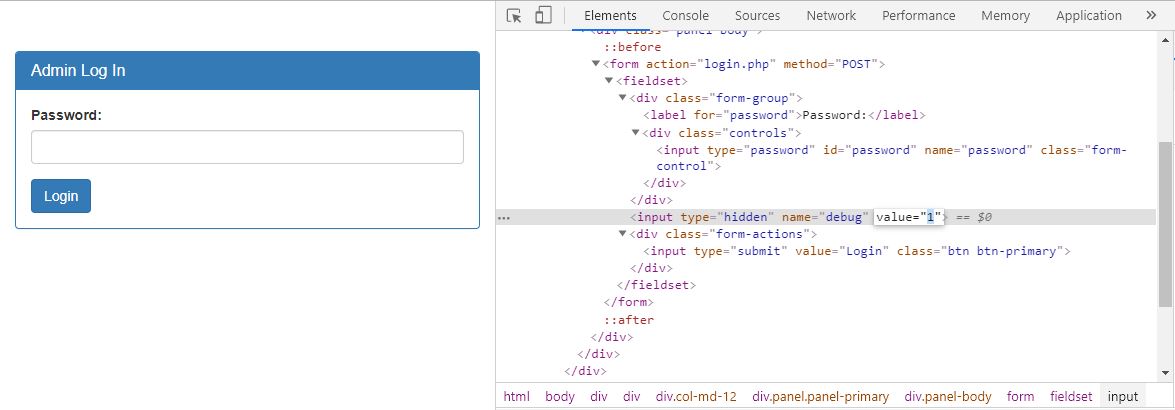 Admin Log In
Password:
Login
Elements Console Sources Network Performance Memory Application »
<div class="panel-body">
::before
▼<form action="login.php" method="POST">
▼<fieldset>
▼<div class="form-group">
<label for="password">Password:</label>
▼<div class="controls">
<input type="password" id="password" name="password" class="form-
control">
</div>
</div>
... <input type="hidden" name="debug" value="1"> == $0
▼<div class="form-actions">
<input type="submit" value="Login" class="btn btn-primary">
</div>
</fieldset>
</form>
::after
</div>
</div>
</div>
html body div div div.col-md-12 div.panel.panel-primary div.panel-body form fieldset input